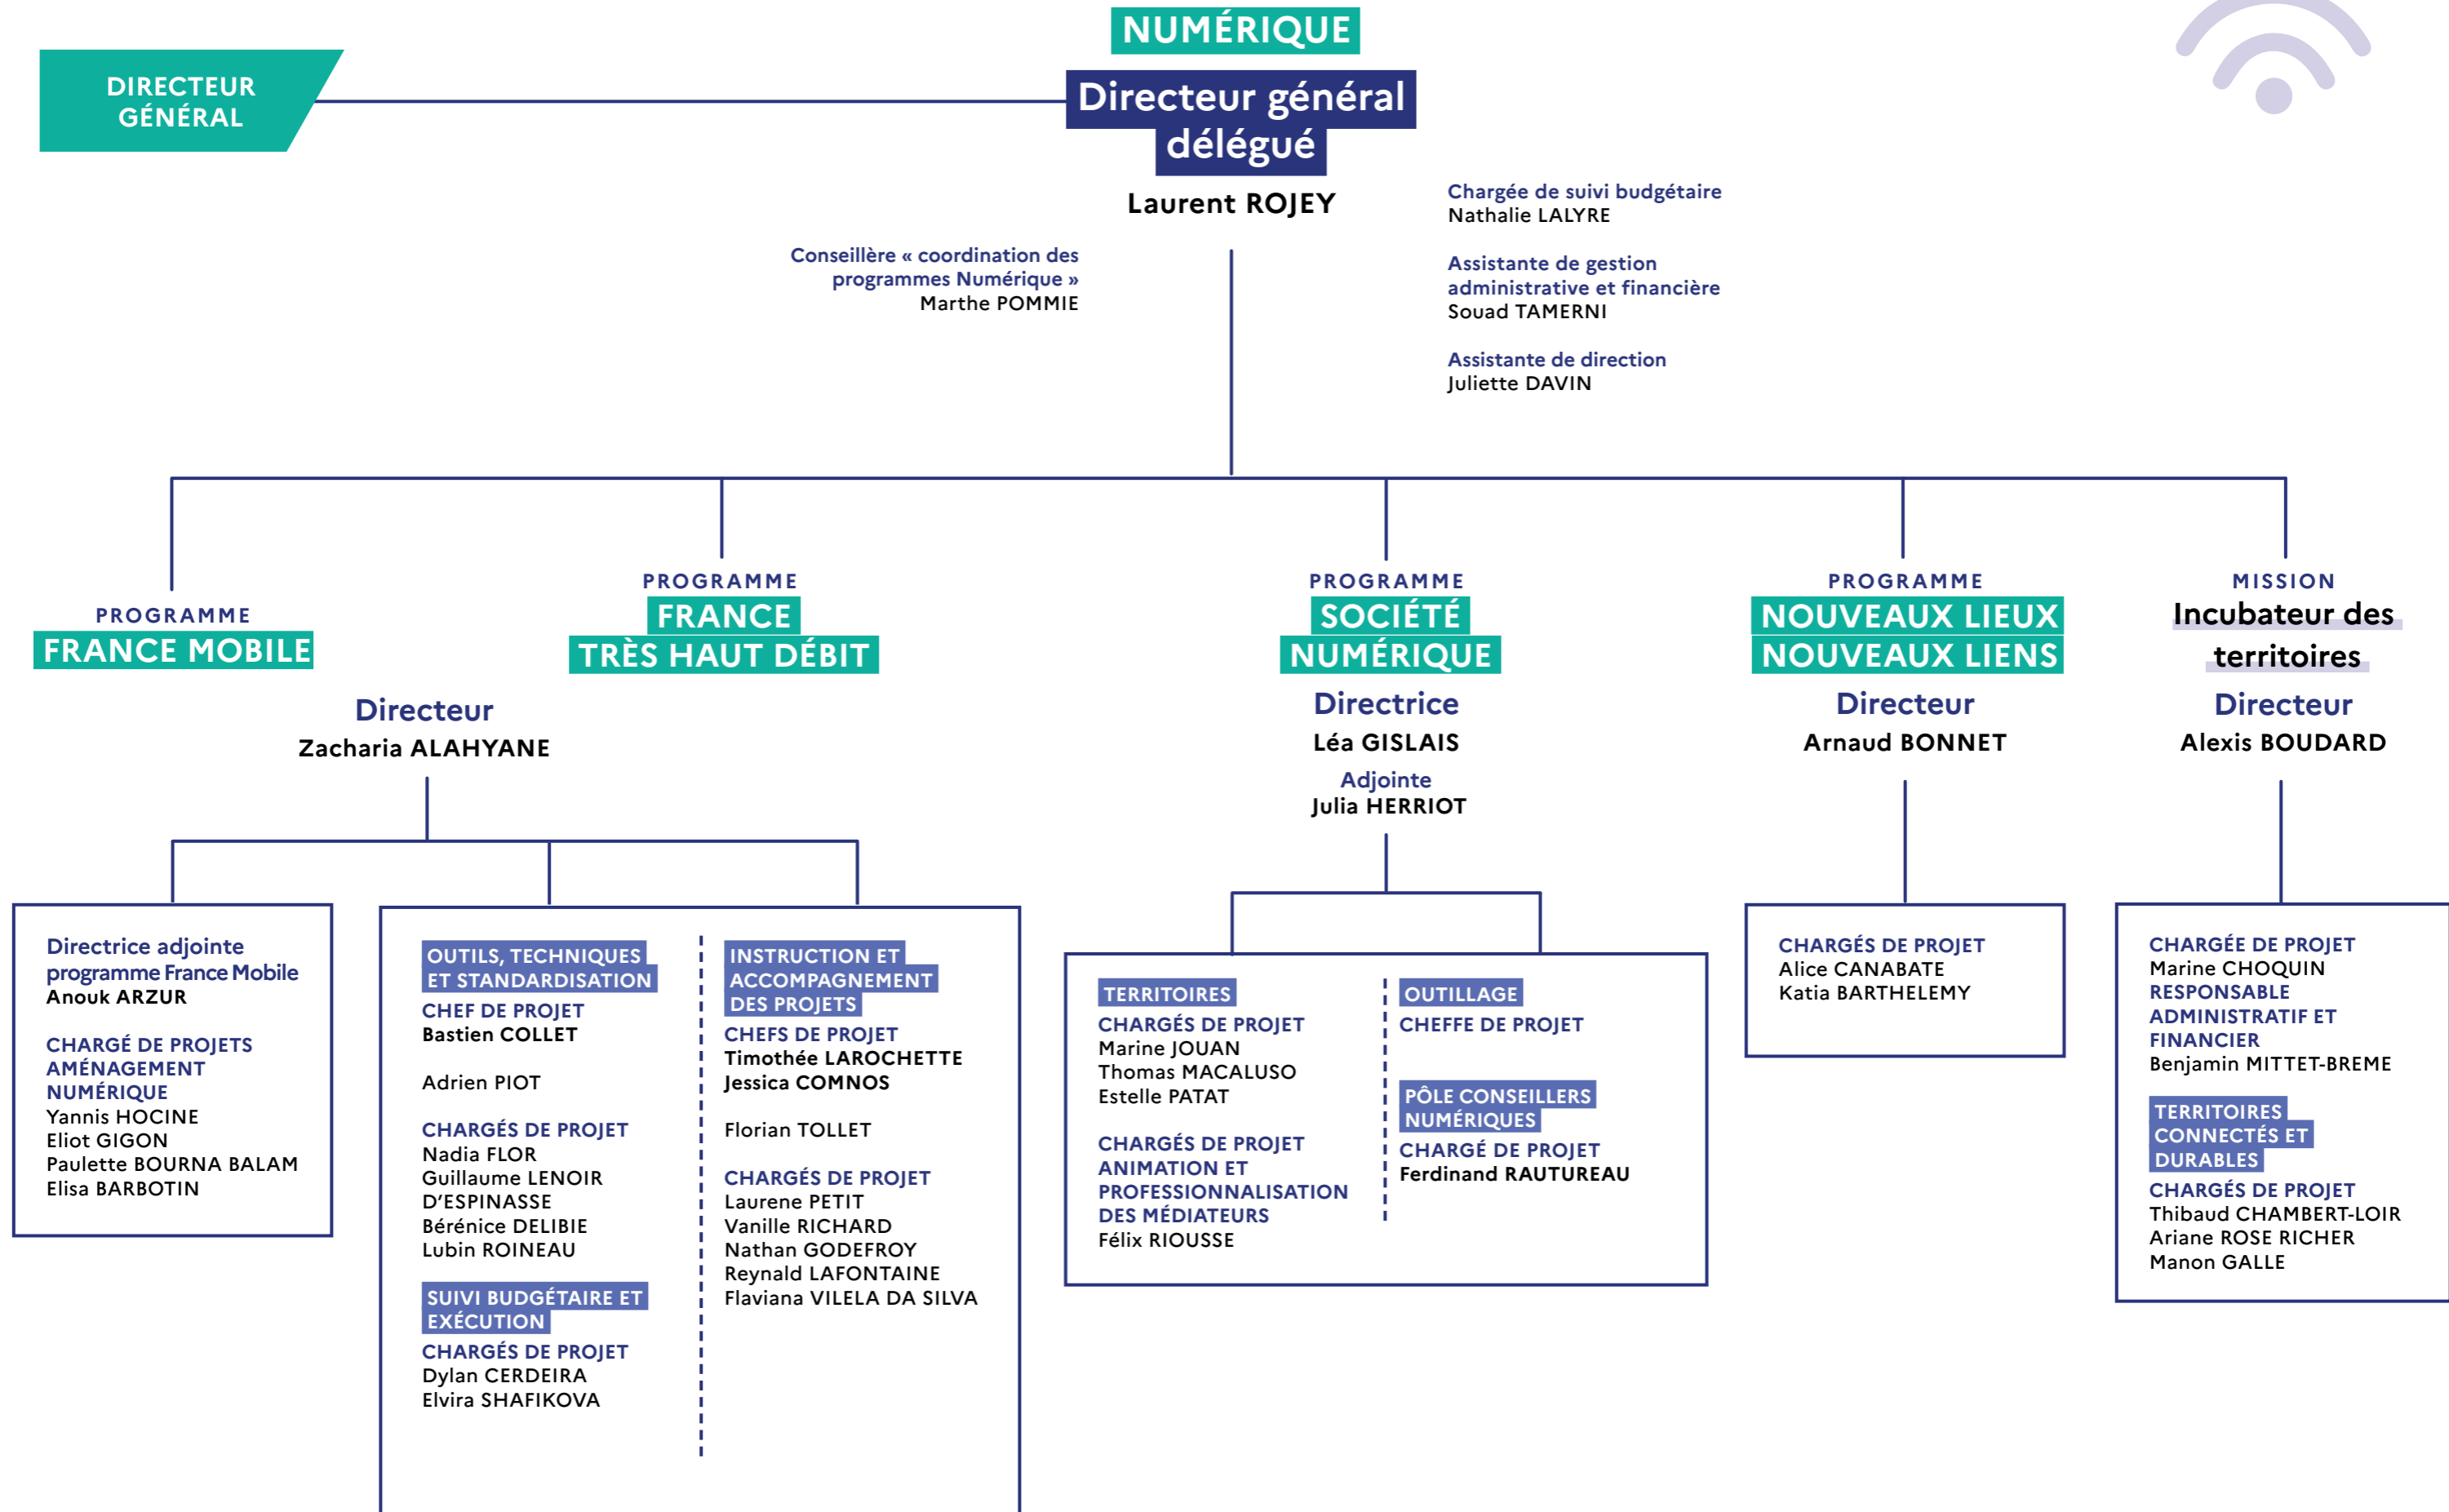 NUMÉRIQUE
DIRECTEUR
GÉNÉRAL
Directeur général
délégué
Laurent ROJEY
Conseillère « coordination des
programmes Numérique »
Marthe POMMIE
Chargée de suivi budgétaire
Nathalie LALYRE
Assistante de gestion
administrative et financière
Souad TAMERNI
Assistante de direction
Juliette DAVIN
PROGRAMME
FRANCE MOBILE
PROGRAMME
FRANCE
TRÈS HAUT DÉBIT
Directeur
Zacharia ALAHYANE
Directrice adjointe
programme France Mobile
Anouk ARZUR
CHARGÉ DE PROJETS
AMÉNAGEMENT
NUMÉRIQUE
Yannis HOCINE
Eliot GIGON
Paulette BOURNA BALAM
Elisa BARBOTIN
OUTILS, TECHNIQUES
ET STANDARDISATION
CHEF DE PROJET
Bastien COLLET
Adrien PIOT
CHARGÉS DE PROJET
Nadia FLOR
Guillaume LENOIR
D'ESPINASSE
Bérénice DELIBIE
Lubin ROINEAU
SUIVI BUDGÉTAIRE ET
EXÉCUTION
CHARGÉS DE PROJET
Dylan CERDEIRA
Elvira SHAFIKOVA
INSTRUCTION ET
ACCOMPAGNEMENT
DES PROJETS
CHEFS DE PROJET
Timothée LAROCHETTE
Jessica COMNOS
Florian TOLLET
CHARGÉS DE PROJET
Laurene PETIT
Vanille RICHARD
Nathan GODEFROY
Reynald LAFONTAINE
Flaviana VILELA DA SILVA
PROGRAMME
SOCIÉTÉ
NUMÉRIQUE
Directrice
Léa GISLAIS
Adjointe
Julia HERRIOT
TERRITOIRES
CHARGÉS DE PROJET
Marine JOUAN
Thomas MACALUSO
Estelle PATAT
CHARGÉS DE PROJET
ANIMATION ET
PROFESSIONNALISATION
DES MÉDIATEURS
Félix RIOUSSE
OUTILLAGE
CHEFFE DE PROJET
PÔLE CONSEILLERS
NUMÉRIQUES
CHARGÉ DE PROJET
Ferdinand RAUTUREAU
PROGRAMME
NOUVEAUX LIEUX
NOUVEAUX LIENS
Directeur
Arnaud BONNET
CHARGÉS DE PROJET
Alice CANABATE
Katia BARTHELEMY
MISSION
Incubateur des
territoires
Directeur
Alexis BOUDARD
CHARGÉE DE PROJET
Marine CHOQUIN
RESPONSABLE
ADMINISTRATIF ET
FINANCIER
Benjamin MITTET-BREME
TERRITOIRES
CONNECTÉS ET
DURABLES
CHARGÉS DE PROJET
Thibaud CHAMBERT-LOIR
Ariane ROSE RICHER
Manon GALLE